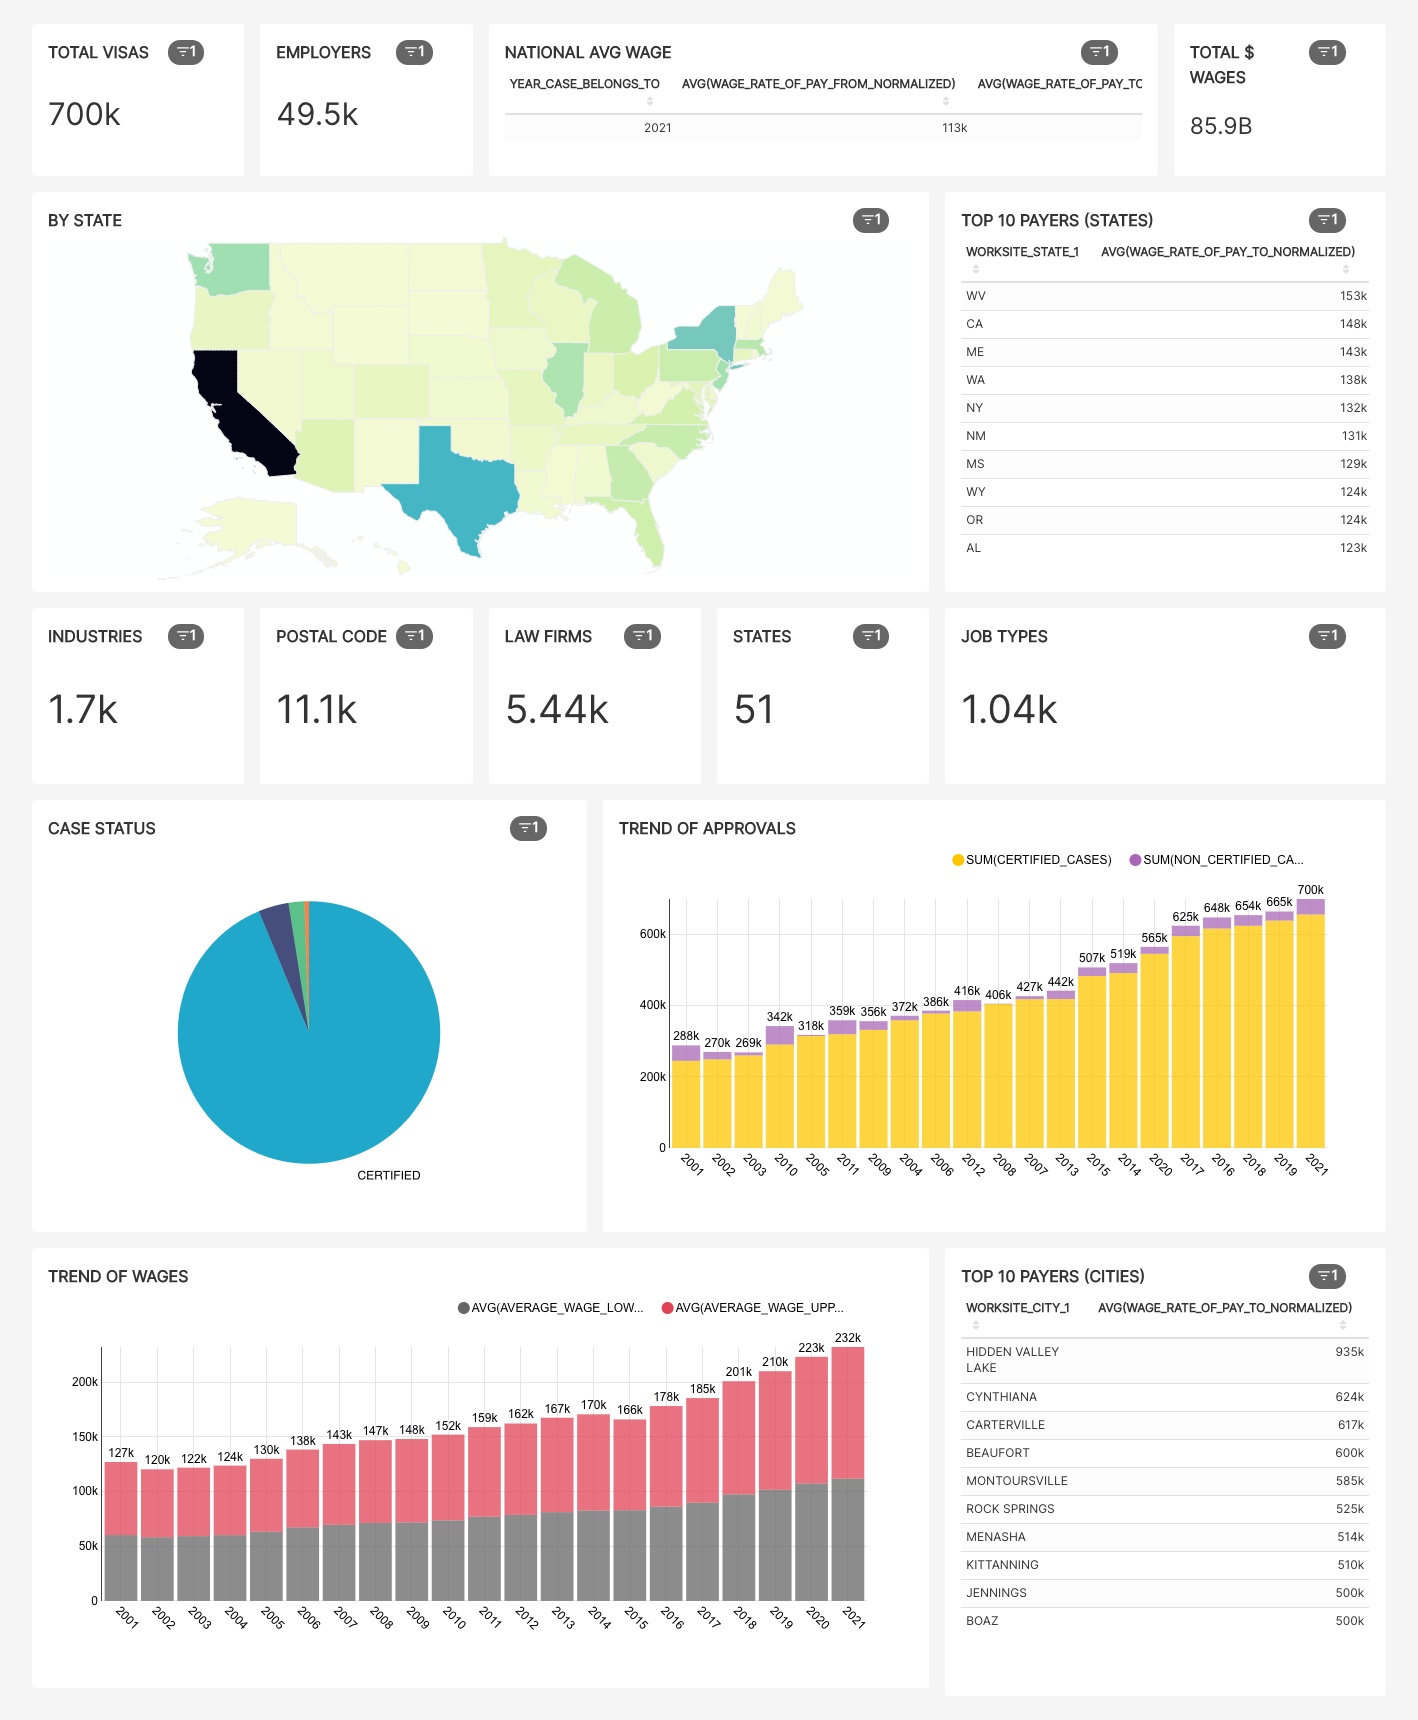 TOTAL VISAS
1
700k
EMPLOYERS
1
49.5k
NATIONAL AVG WAGE
1
YEAR_CASE_BELONGS_TO AVG(WAGE_RATE_OF_PAY_FROM_NORMALIZED) AVG(WAGE_RATE_OF_PAY_TO
2021 113k
TOTAL $
WAGES
1
85.9B
BY STATE
1
TOP 10 PAYERS (STATES)
1
WORKSITE_STATE_1 AVG(WAGE_RATE_OF_PAY_TO_NORMALIZED)
WV 153k
CA 148k
ME 143k
WA 138k
NY 132k
NM 131k
MS 129k
WY 124k
OR 124k
AL 123k
INDUSTRIES
1
1.7k
POSTAL CODE
1
11.1k
LAW FIRMS
1
5.44k
STATES
1
51
JOB TYPES
1
1.04k
CASE STATUS
1
CERTIFIED
TREND OF APPROVALS
SUM(CERTIFIED_CASES) SUM(NON_CERTIFIED_CA...
600k
400k
200k
0
288k 270k 269k 342k 318k 359k 356k 372k 386k 416k 406k 427k 442k 507k 519k 565k 625k 648k 654k 665k 700k
2001 2002 2003 2010 2005 2011 2009 2004 2006 2012 2008 2007 2013 2015 2014 2020 2017 2016 2018 2019 2021
TREND OF WAGES
AVG(AVERAGE_WAGE_LOW... AVG(AVERAGE_WAGE_UPP...
200k
150k
100k
50k
0
127k 120k 122k 124k 130k 138k 143k 147k 148k 152k 159k 162k 167k 170k 166k 178k 185k 201k 210k 223k 232k
2001 2002 2003 2004 2005 2006 2007 2008 2009 2010 2011 2012 2013 2014 2015 2016 2017 2018 2019 2020 2021
TOP 10 PAYERS (CITIES)
1
WORKSITE_CITY_1 AVG(WAGE_RATE_OF_PAY_TO_NORMALIZED)
HIDDEN VALLEY 935k
LAKE
CYNTHIANA 624k
CARTERVILLE 617k
BEAUFORT 600k
MONTOURSVILLE 585k
ROCK SPRINGS 525k
MENASHA 514k
KITTANNING 510k
JENNINGS 500k
BOAZ 500k